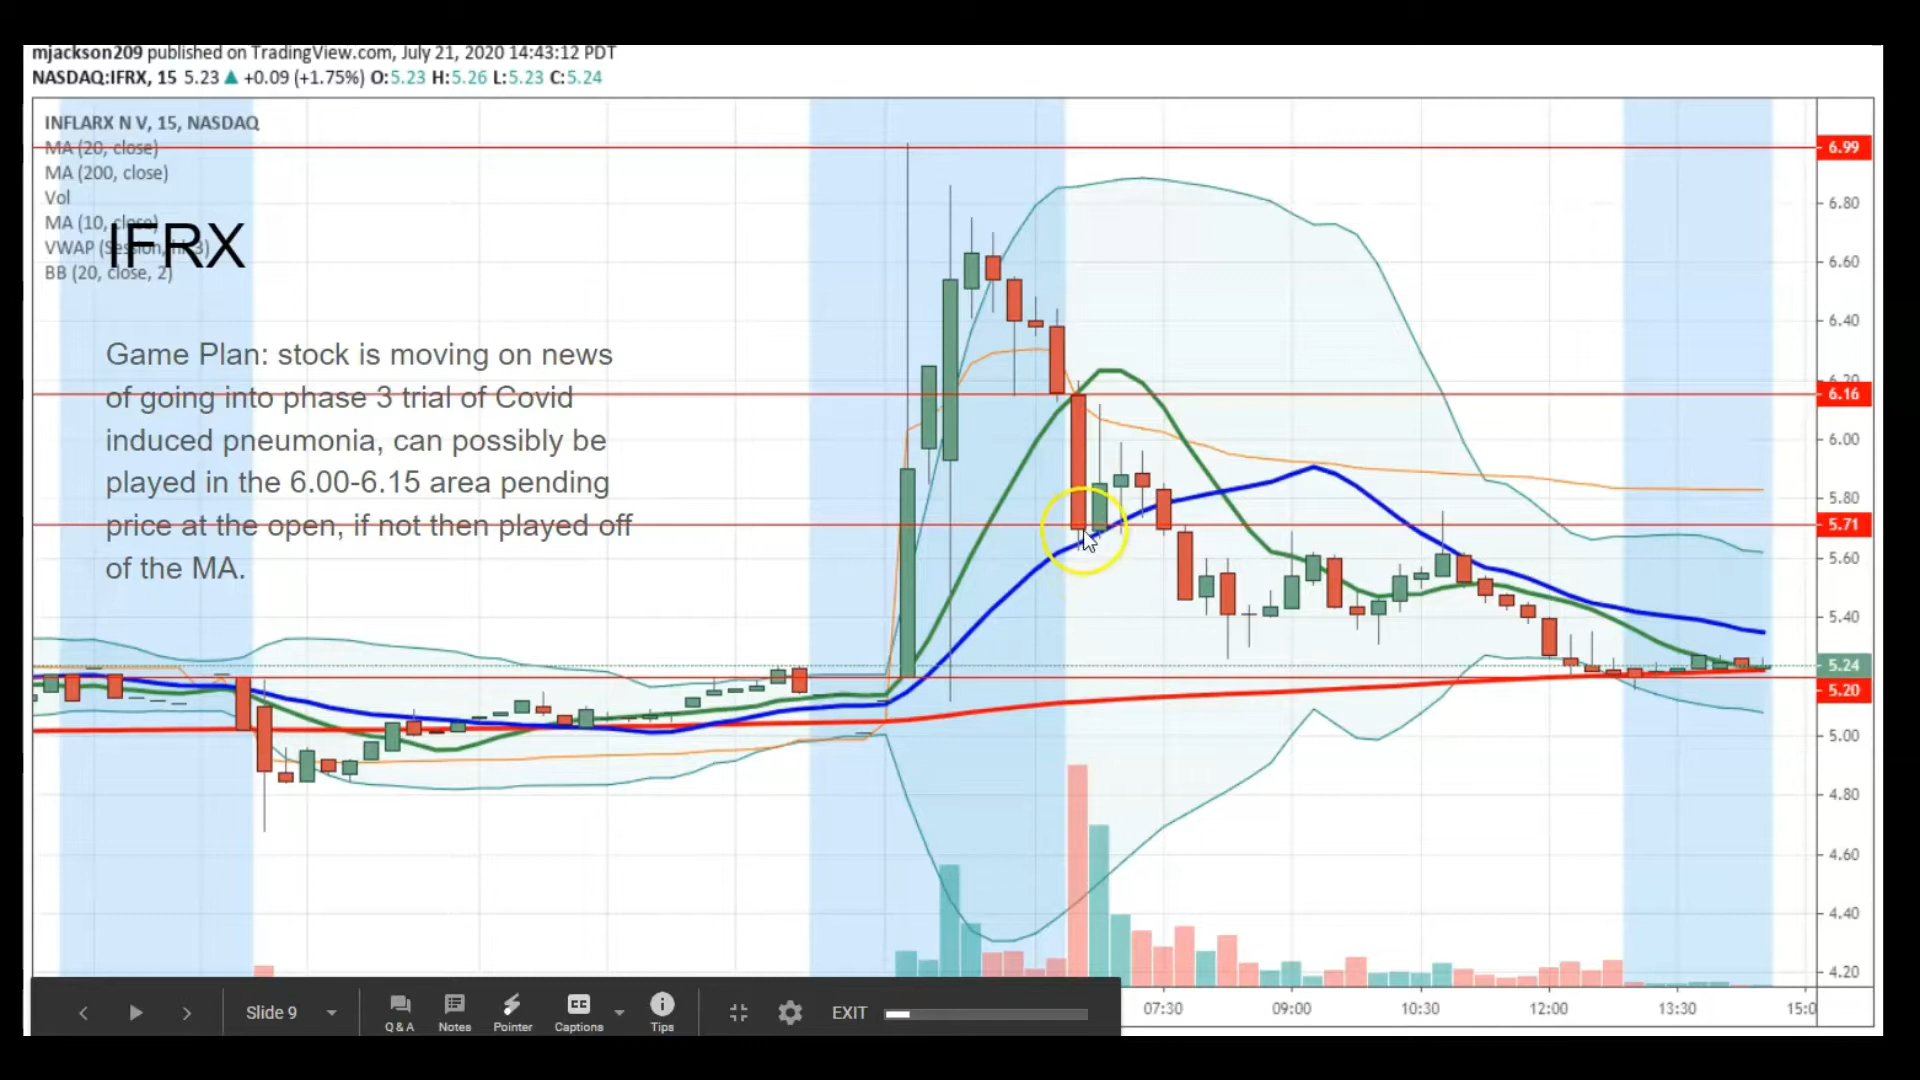 mjackson209 published on TradingView.com, July 21, 2020 14:43:12 PDT
NASDAQ:IFRX, 15 5.23 ▲ +0.09 (+1.75%) O:5.23 H:5.26 L:5.23 C:5.24
INFLARX N V, 15, NASDAQ
MA (20, close)
MA (200, close)
Vol
MA (10, close)
VWAP (Session,
BB (20, close, 2)
IFRX
Game Plan: stock is moving on news
of going into phase 3 trial of Covid
induced pneumonia, can possibly be
played in the 6.00-6.15 area pending
price at the open, if not then played off
of the MA.
6.99
6.80
6.60
6.40
6.20
6.16
6.00
5.80
5.71
5.60
5.40
5.24
5.20
5.00
4.80
4.60
4.40
4.20
07:30 09:00 10:30 12:00 13:30 15:0
Slide 9
Q & A Notes Pointer Captions Tips
CC
EXIT